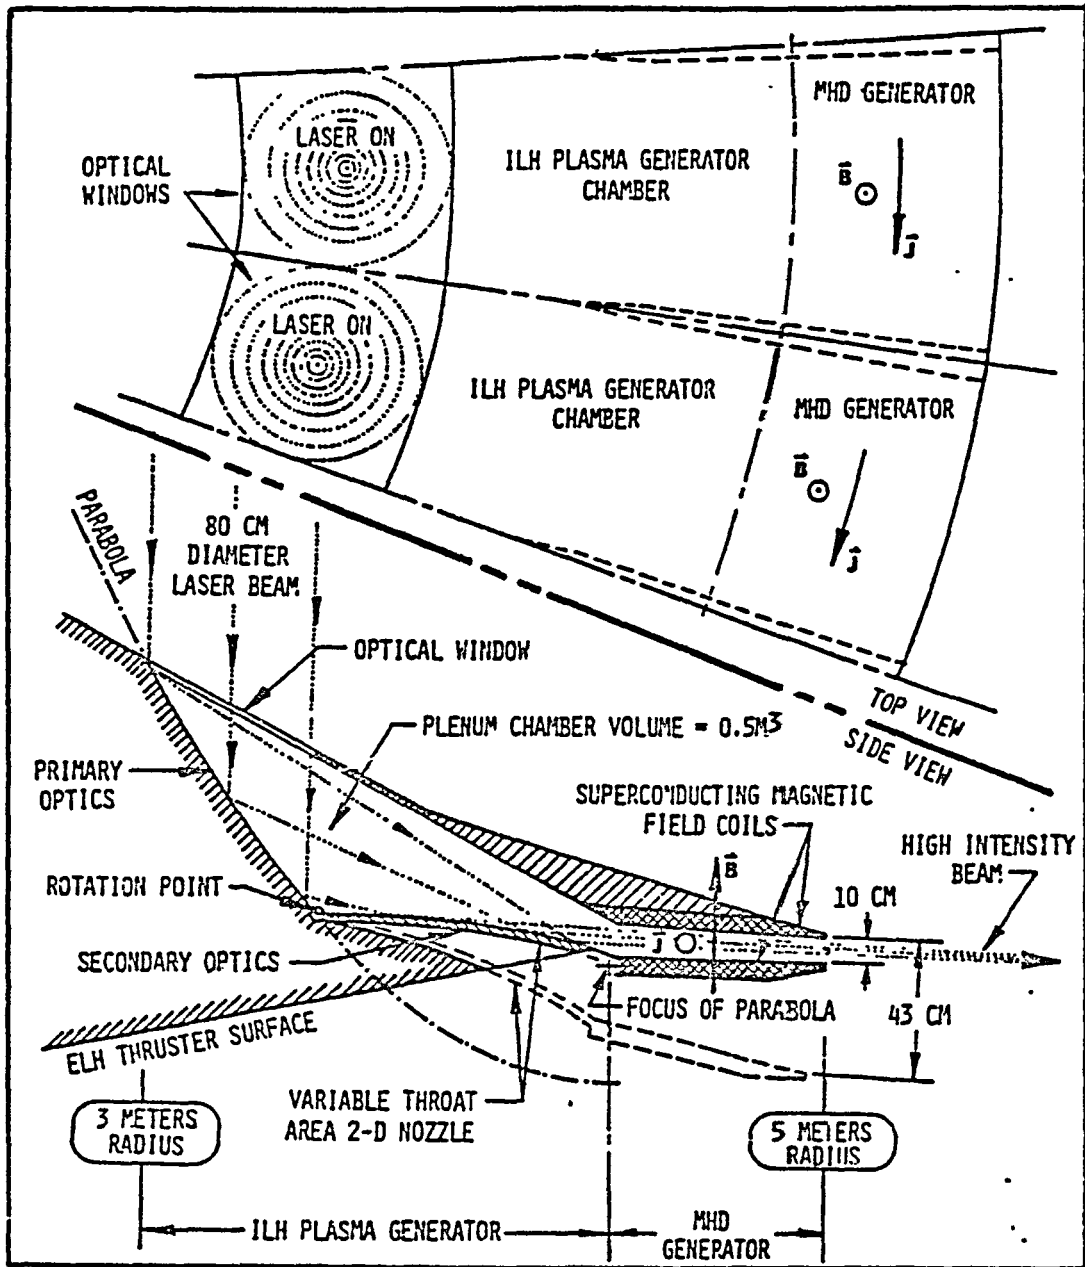 MHD GENERATOR
LASER ON
OPTICAL
WINDOWS
ILH PLASMA GENERATOR
CHAMBER
B
J
LASER ON
ILH PLASMA GENERATOR
CHAMBER
MHD GENERATOR
B
J
PARABOLA
80 CM
DIAMETER
LASER BEAM
OPTICAL WINDOW
TOP VIEW
SIDE VIEW
PLENUM CHAMBER VOLUME = 0.5M3
PRIMARY
OPTICS
SUPERCONDUCTING MAGNETIC
FIELD COILS
HIGH INTENSITY
BEAM
B
ROTATION POINT
10 CM
J
SECONDARY OPTICS
FOCUS OF PARABOLA
43 CM
ELH THRUSTER SURFACE
VARIABLE THROAT
AREA 2-D NOZZLE
3 METERS
RADIUS
5 METERS
RADIUS
ILH PLASMA GENERATOR
MHD
GENERATOR